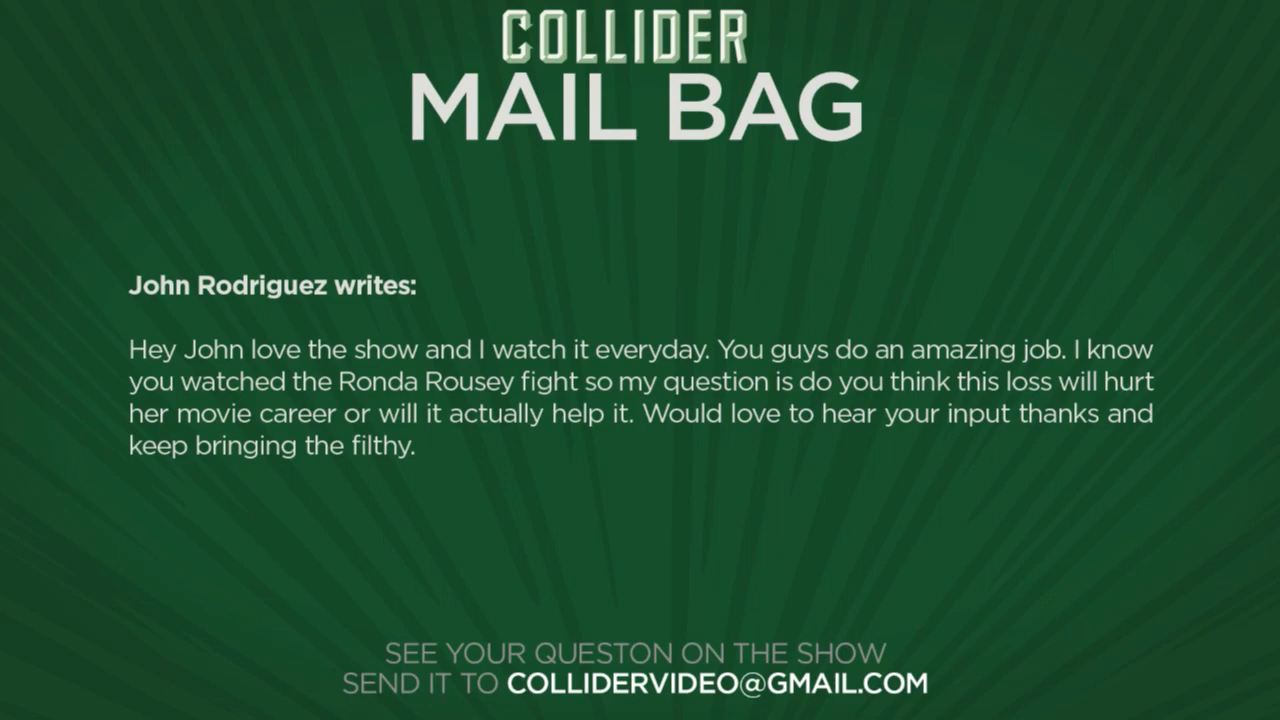 COLLIDER
MAIL BAG
John Rodriguez writes:
Hey John love the show and I watch it everyday. You guys do an amazing job. I know
you watched the Ronda Rousey fight so my question is do you think this loss will hurt
her movie career or will it actually help it. Would love to hear your input thanks and
keep bringing the filthy.
SEE YOUR QUESTON ON THE SHOW
SEND IT TO COLLIDERVIDEO@GMAIL.COM